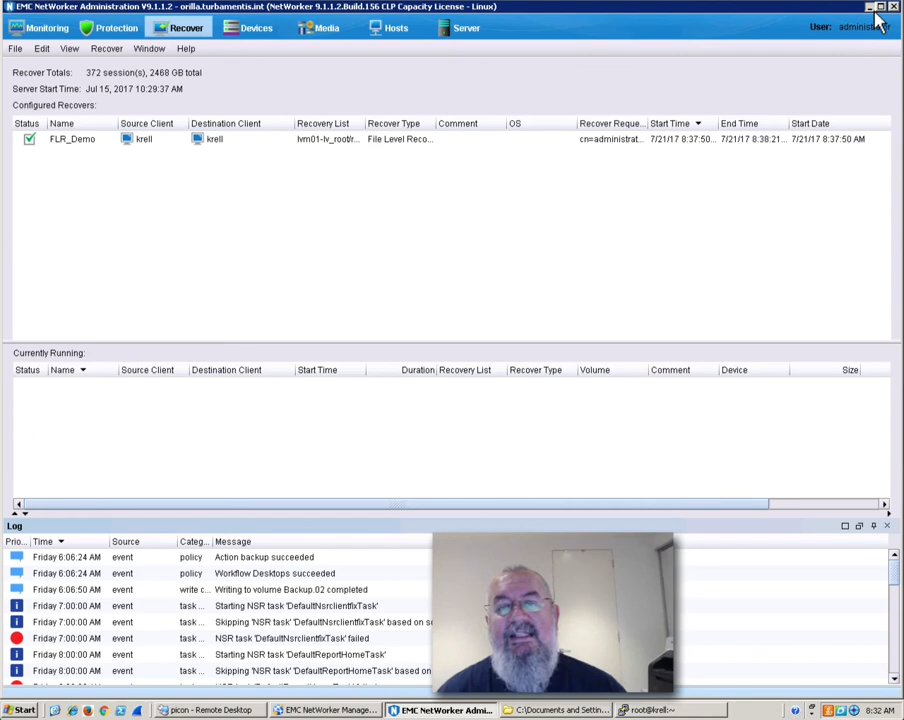 EMC NetWorker Administration V9.1.1.2 - orilla.turbamentis.int (NetWorker 9.1.1.2.Build.156 CLP Capacity License - Linux)
Monitoring Protection Recover Devices Media Hosts Server User:
File Edit View Recover Window Help
Recover Totals: 372 session(s), 2468 GB total
Server Start Time: Jul 15, 2017 10:29:37 AM
Configured Recovers:
Status Name Source Client Destination Client Recovery List Recover Type Comment OS Recover Reque... Start Time End Time Start Date
FLR_Demo krell krell lvm01-lv_root/r... File Level Reco... cn=administrat... 7/21/17 8:37:50... 7/21/17 8:38:21... 7/21/17 8:37:50 AM
Currently Running:
Status Name Source Client Destination Client Start Time Duration Recovery List Recover Type Volume Comment Device Size
Log
Prio... Time Source Categ... Message
Friday 6:06:24 AM event policy Action backup succeeded
Friday 6:06:24 AM event policy Workflow Desktops succeeded
Friday 6:06:50 AM event write c... Writing to volume Backup.02 completed
i Friday 7:00:00 AM event task ... Starting NSR task 'DefaultNsrclientfixTask'
i Friday 7:00:00 AM event task ... Skipping 'NSR task 'DefaultNsrclientfixTask' based on s
Friday 7:00:00 AM event task ... NSR task 'DefaultNsrclientfixTask' failed
i Friday 8:00:00 AM event task ... Starting NSR task 'DefaultReportHomeTask'
i Friday 8:00:00 AM event task ... Skipping 'NSR task 'DefaultReportHomeTask' based on
Start picon - Remote Desktop EMC NetWorker Manage... EMC NetWorker Admi... C:\Documents and Settin... root@krell:~ 8:32 AM